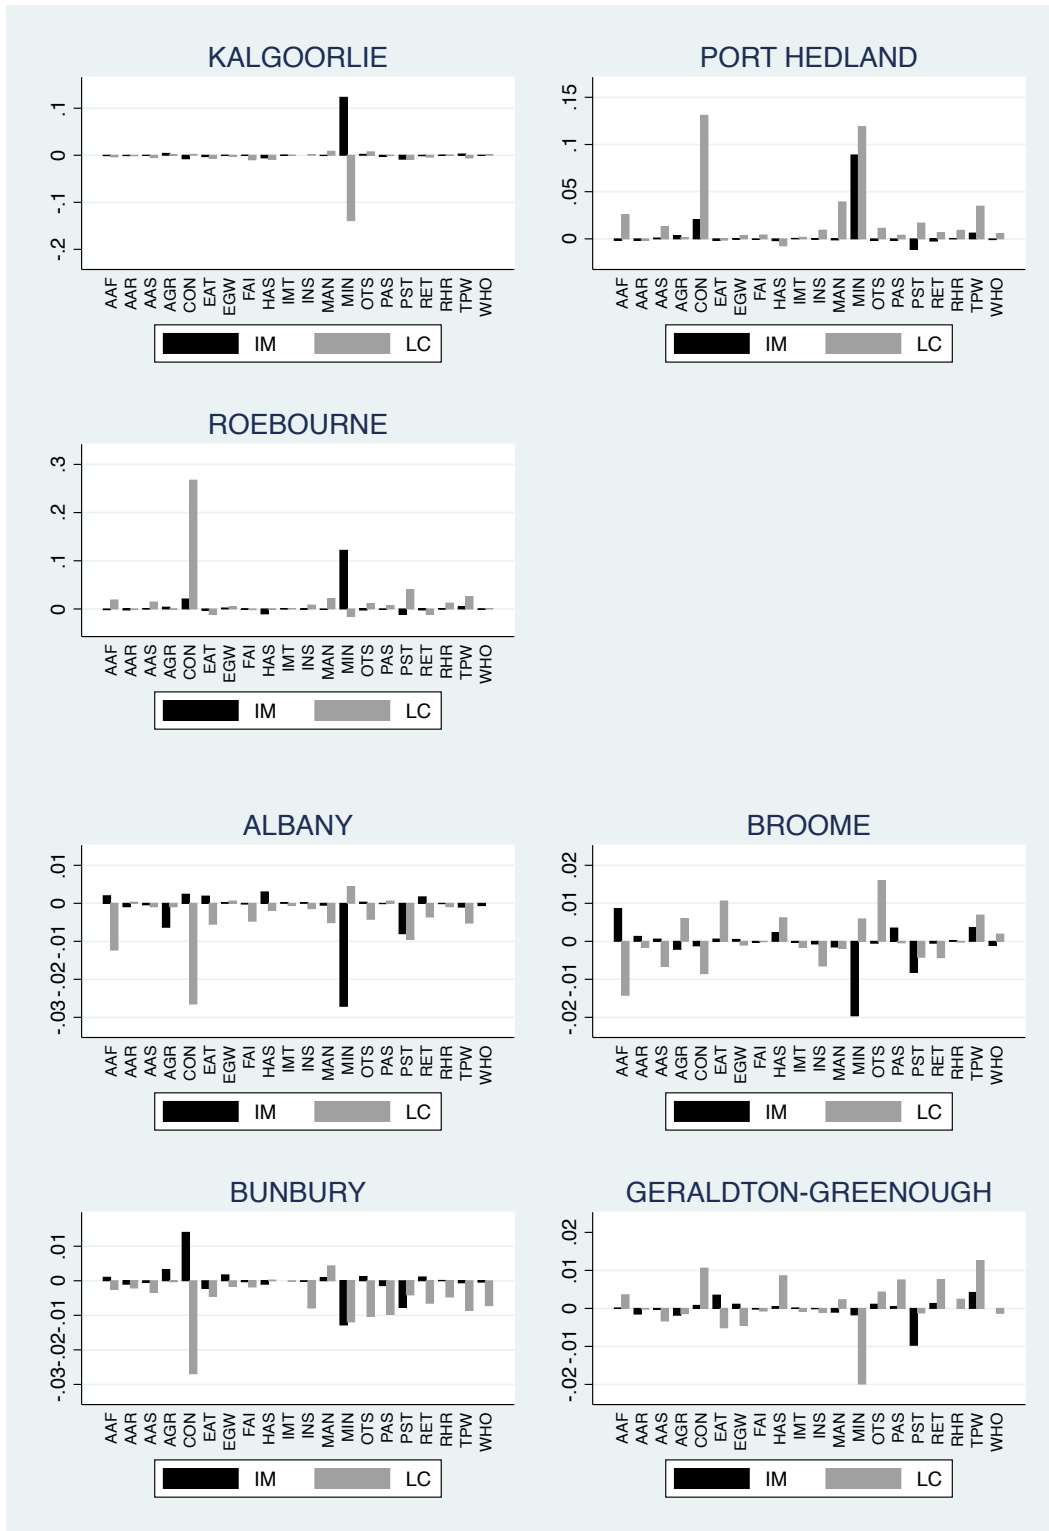 KALGOORLIE
.1
0
-.1
-.2
AAF AAR AAS AGR CON EAT EGW FAI HAS IMT INS MAN MIN OTS PAS PST RET RHR TPW WHO
IM LC
PORT HEDLAND
.15
.1
.05
0
AAF AAR AAS AGR CON EAT EGW FAI HAS IMT INS MAN MIN OTS PAS PST RET RHR TPW WHO
IM LC
ROEBOURNE
.3
.2
.1
0
AAF AAR AAS AGR CON EAT EGW FAI HAS IMT INS MAN MIN OTS PAS PST RET RHR TPW WHO
IM LC
ALBANY
.01
0
-.01
-.02
-.03
AAF AAR AAS AGR CON EAT EGW FAI HAS IMT INS MAN MIN OTS PAS PST RET RHR TPW WHO
IM LC
BROOME
.02
.01
0
-.01
-.02
AAF AAR AAS AGR CON EAT EGW FAI HAS IMT INS MAN MIN OTS PAS PST RET RHR TPW WHO
IM LC
BUNBURY
.01
0
-.01
-.02
-.03
AAF AAR AAS AGR CON EAT EGW FAI HAS IMT INS MAN MIN OTS PAS PST RET RHR TPW WHO
IM LC
GERALDTON-GREENOUGH
.02
.01
0
-.01
-.02
AAF AAR AAS AGR CON EAT EGW FAI HAS IMT INS MAN MIN OTS PAS PST RET RHR TPW WHO
IM LC